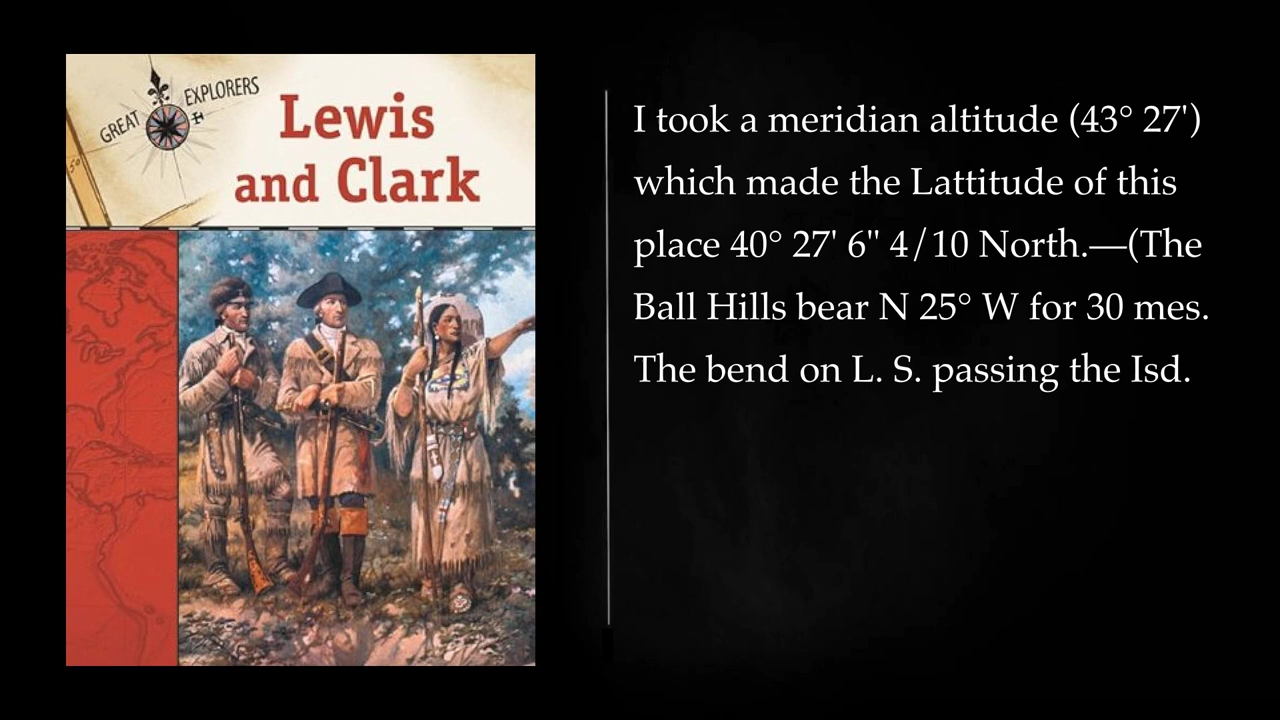 GREAT EXPLORERS
Lewis
and Clark
50
I took a meridian altitude (43° 27')
which made the Lattitude of this
place 40° 27' 6" 4/10 North.—(The
Ball Hills bear N 25° W for 30 mes.
The bend on L. S. passing the Isd.